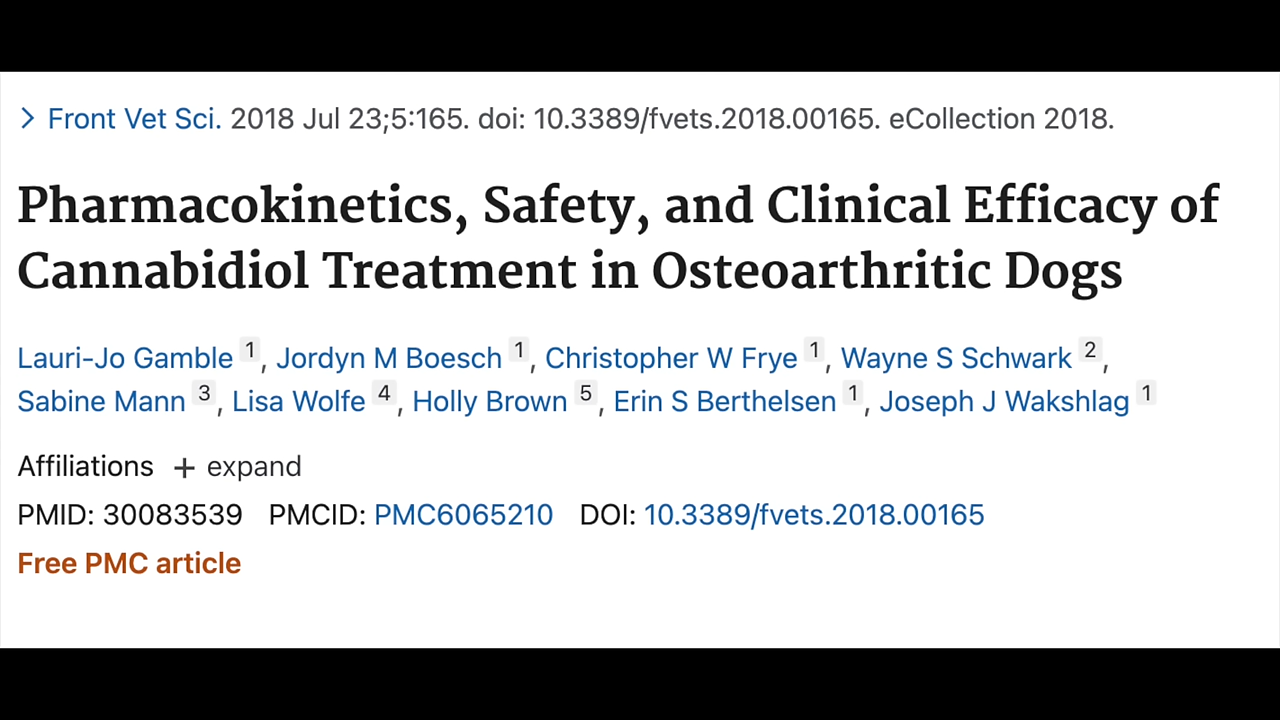 > Front Vet Sci. 2018 Jul 23;5:165. doi: 10.3389/fvets.2018.00165. eCollection 2018.
Pharmacokinetics, Safety, and Clinical Efficacy of
Cannabidiol Treatment in Osteoarthritic Dogs
Lauri-Jo Gamble 1, Jordyn M Boesch 1, Christopher W Frye 1, Wayne S Schwark 2,
Sabine Mann 3, Lisa Wolfe 4, Holly Brown 5, Erin S Berthelsen 1, Joseph J Wakshlag 1
Affiliations + expand
PMID: 30083539 PMCID: PMC6065210 DOI: 10.3389/fvets.2018.00165
Free PMC article